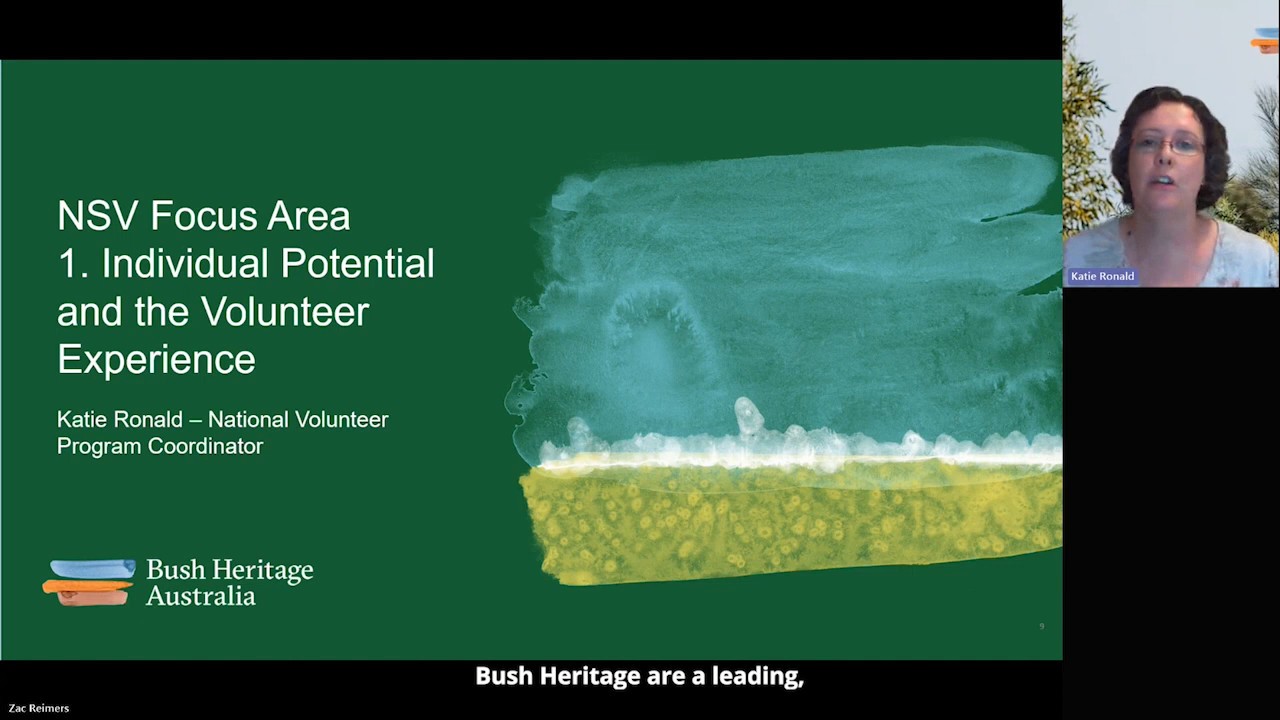 NSV Focus Area
1. Individual Potential
and the Volunteer
Experience
Katie Ronald – National Volunteer
Program Coordinator
Bush Heritage
Australia
9
Katie Ronald
Bush Heritage are a leading,
Zac Reimers